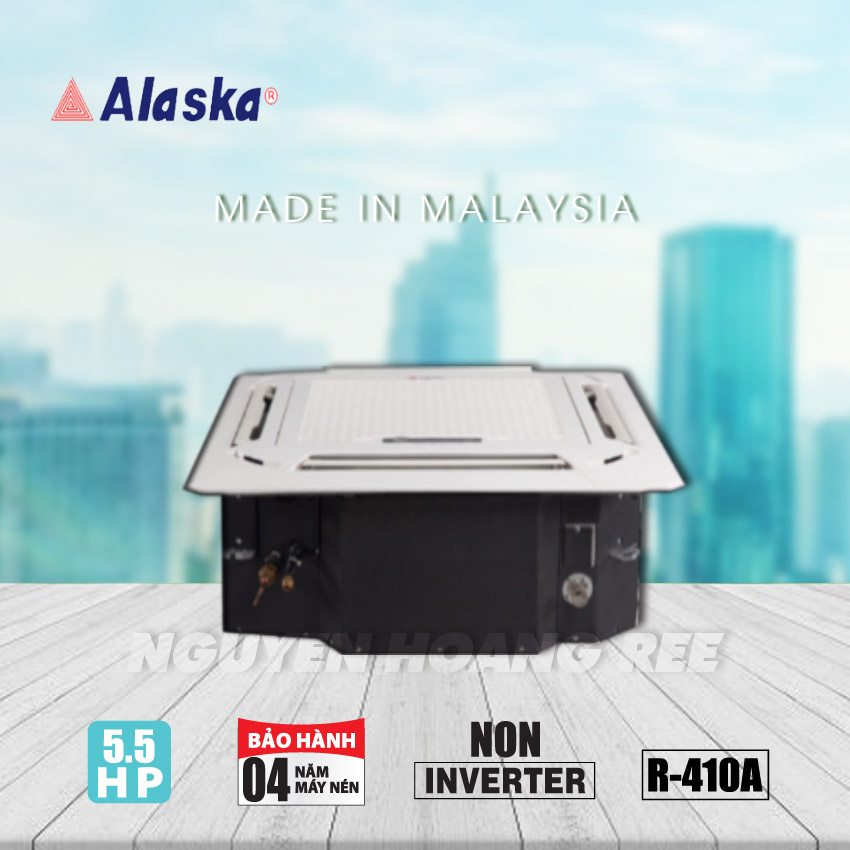 Alaska®
MADE IN MALAYSIA
NGUYEN HOANG REE
5.5
HP
BẢO HÀNH
04 NĂM
MÁY NÉN
NON
INVERTER
R-410A